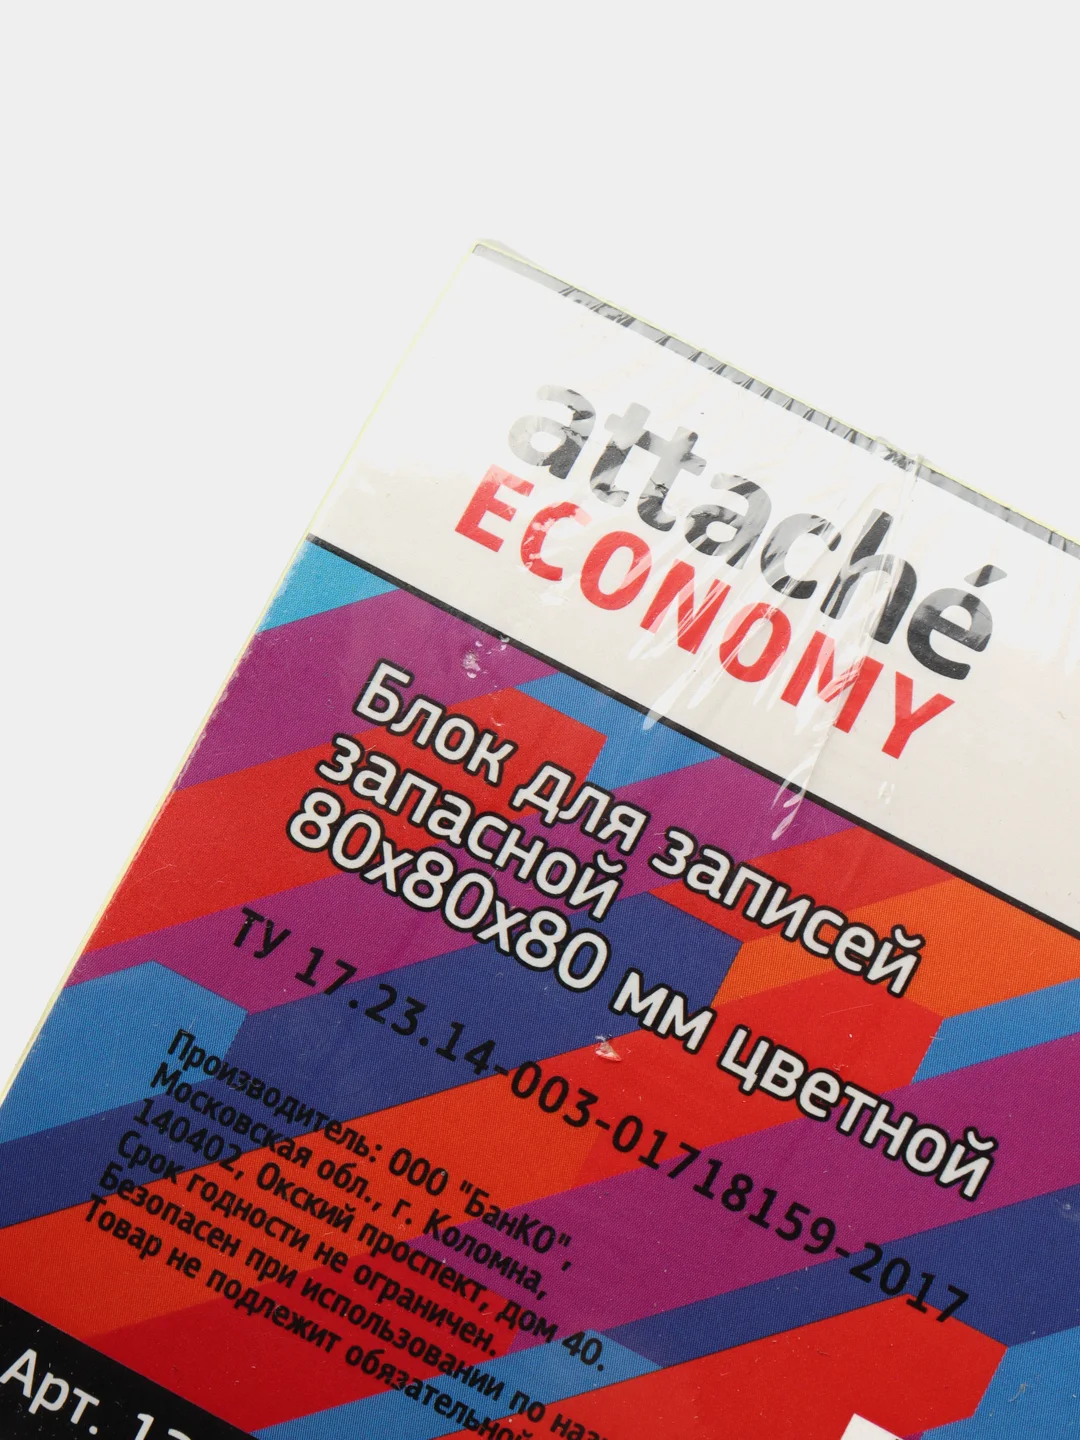 attaché
ECONOMY
Блок для записей
запасной
80х80х80 мм цветной
ТУ 17.23.14-003-01718159-2017
Производитель: ООО "БанКО",
Московская обл., г. Коломна,
140402, Окский проспект, дом 40.
Срок годности не ограничен.
Безопасен при использовании по
Товар не подлежит обязательной
Арт.